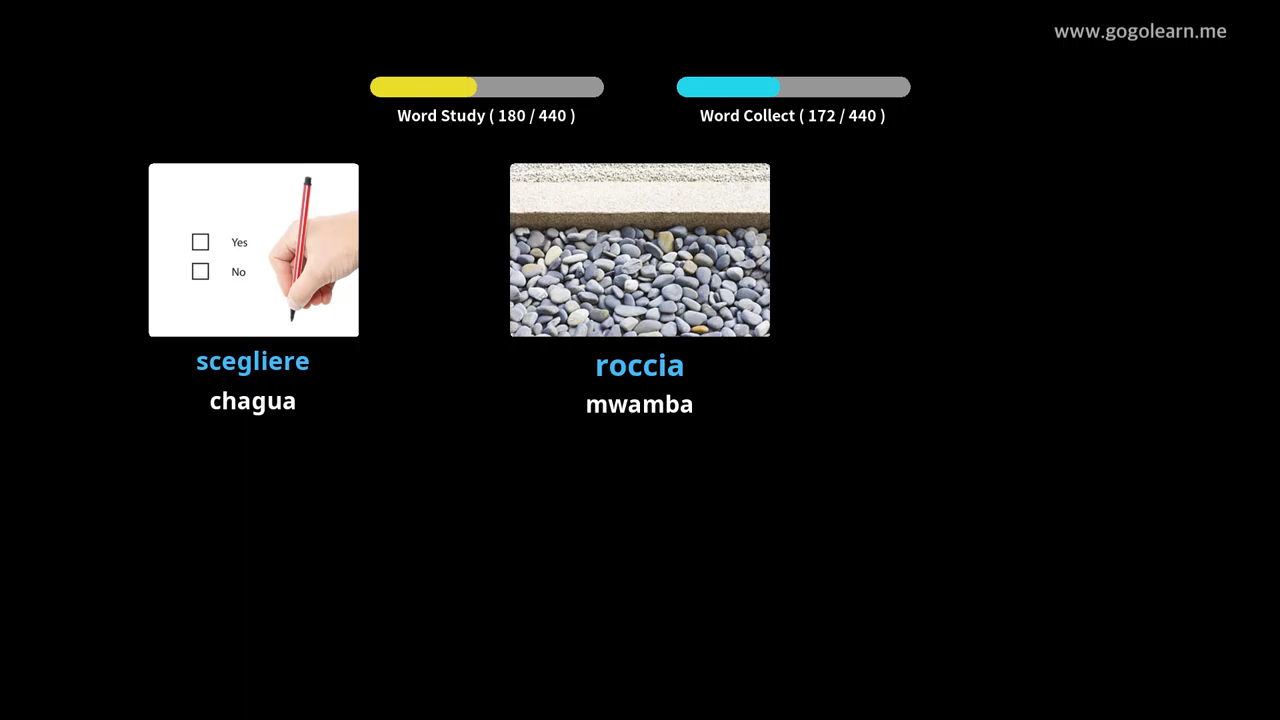 www.gogolearn.me
Word Study ( 180 / 440 )
Word Collect ( 172 / 440 )
Yes
No
scegliere
chagua
roccia
mwamba